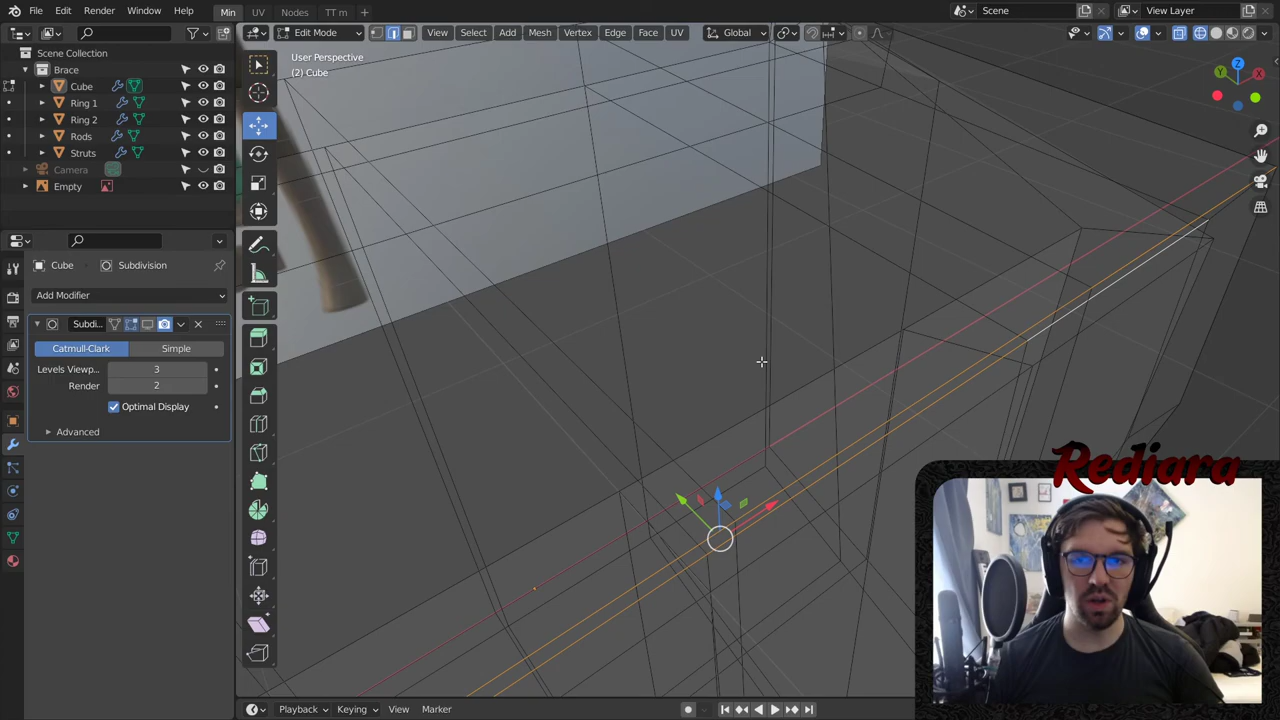 File Edit Render Window Help Min UV Nodes TT m + Scene View Layer
Edit Mode View Select Add Mesh Vertex Edge Face UV Global
Scene Collection
Brace
Cube
Ring 1
Ring 2
Rods
Struts
Camera
Empty
User Perspective
(2) Cube
Z
Y
X
Cube Subdivision
Add Modifier
Subdi...
Catmull-Clark Simple
Levels Viewp... 3
Render 2
Optimal Display
Advanced
Rediara
Playback Keying View Marker